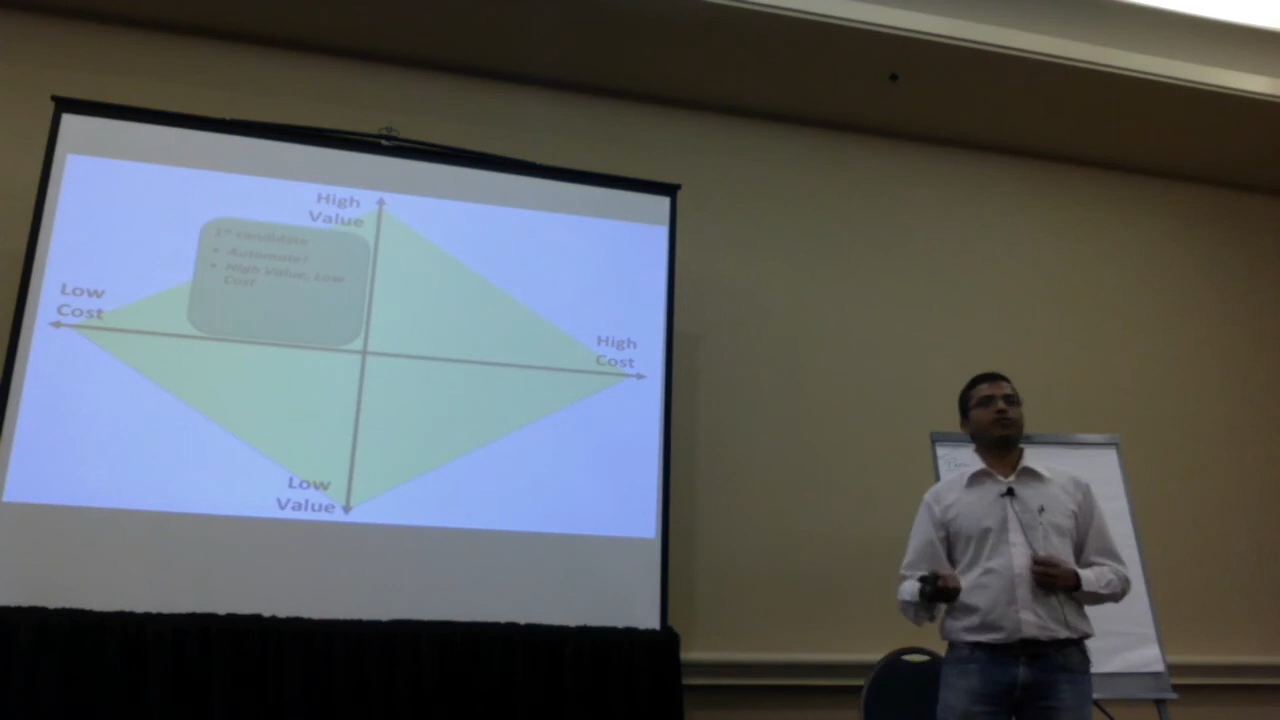 High
Value
1st candidate
• Automate?
• High Value, Low
Cost
Low
Cost
High
Cost
Low
Value